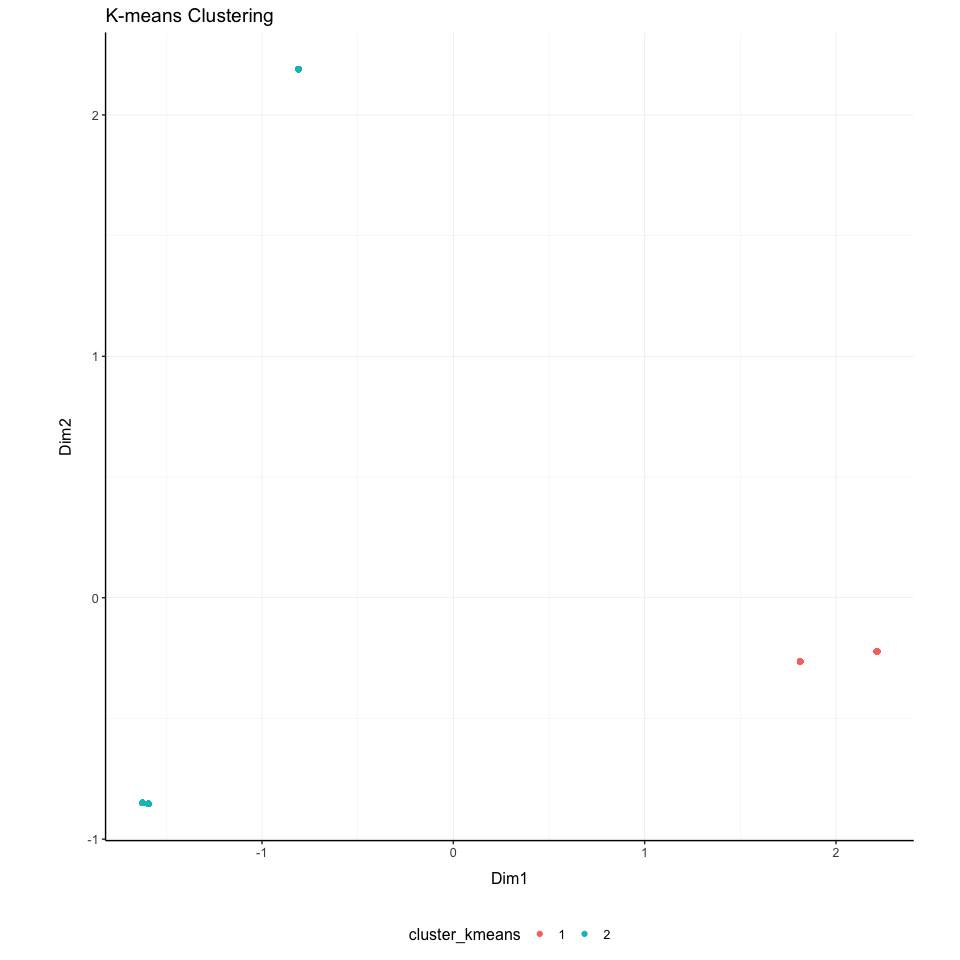 K-means Clustering
2
1
0
-1
Dim2
-1 0 1 2
Dim1
cluster_kmeans 1 2